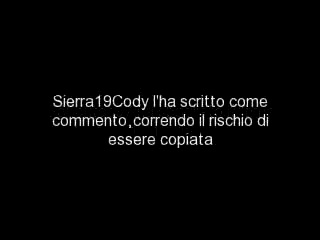 Sierra19Cody l'ha scritto come
commento,correndo il rischio di
essere copiata